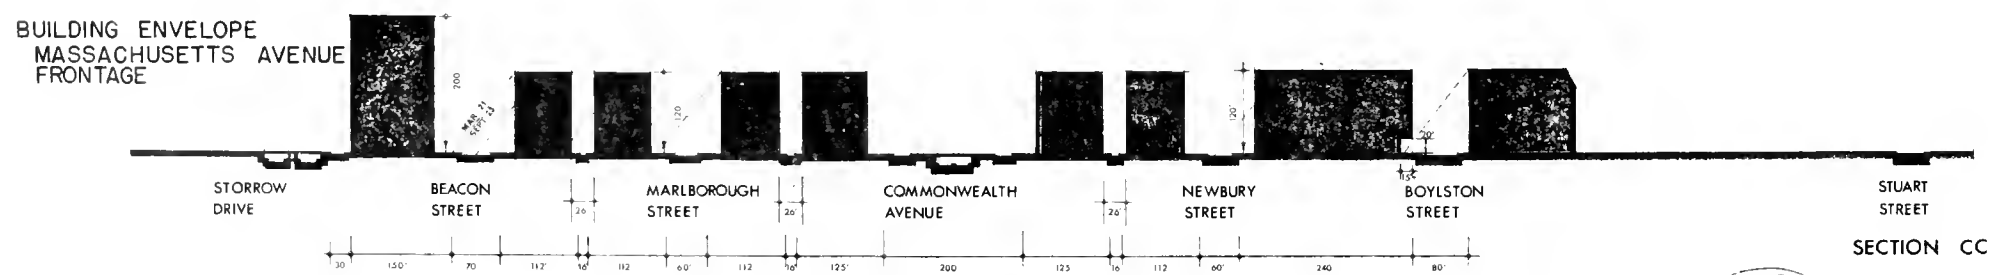 BUILDING ENVELOPE
MASSACHUSETTS AVENUE
FRONTAGE
200
MAR. 21
SEPT 23
120
120'
20'
15'
STORROW
DRIVE
BEACON
STREET
26'
MARLBOROUGH
STREET
26'
COMMONWEALTH
AVENUE
26'
NEWBURY
STREET
BOYLSTON
STREET
STUART
STREET
SECTION CC
30 150' 70 112' 16' 112 60' 112 16' 125' 200 125 16 112 60' 240 80'